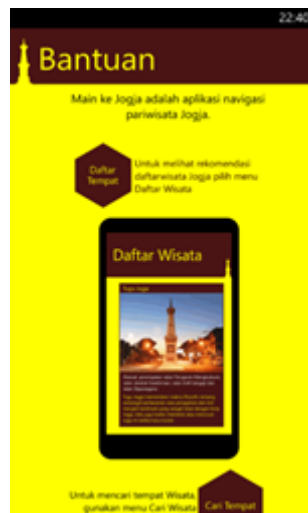 22:40
Bantuan
Main ke Jogja adalah aplikasi navigasi
pariwisata Jogja.
Daftar
Tempat
Untuk melihat rekomendasi
daftarwisata Jogja pilih menu
Daftar Wisata
Daftar Wisata
Tugu Jogja
Untuk mencari tempat Wisata,
gunakan menu Cari Wisata
Cari Tempat